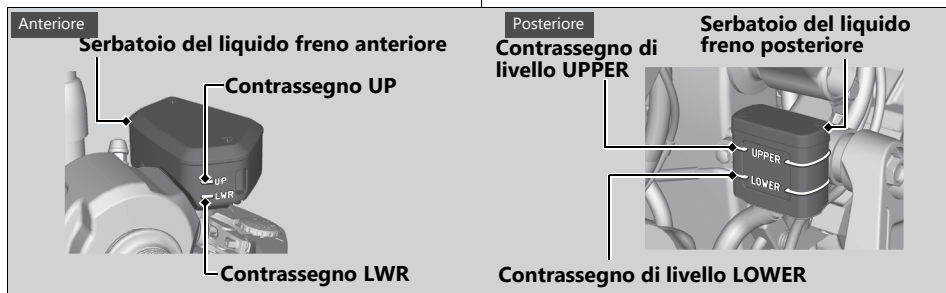 Anteriore
Serbatoio del liquido freno anteriore
Contrassegno UP
UP
LWR
Contrassegno LWR
Posteriore
Serbatoio del liquido
freno posteriore
Contrassegno di
livello UPPER
UPPER
LOWER
Contrassegno di livello LOWER